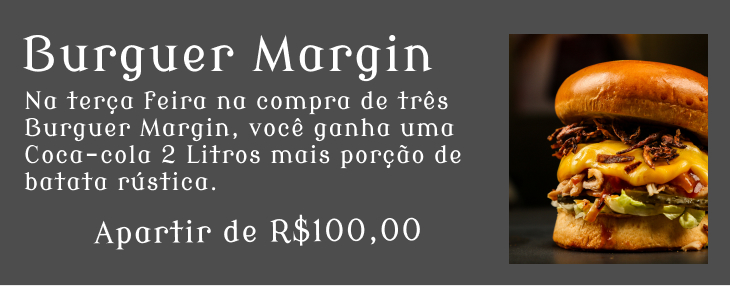 Burguer Margin
Na terça feira na compra de três
Burguer Margin, você ganha uma
Coca-cola 2 Litros mais porção de
batata rústica.
Apartir de R$100,00